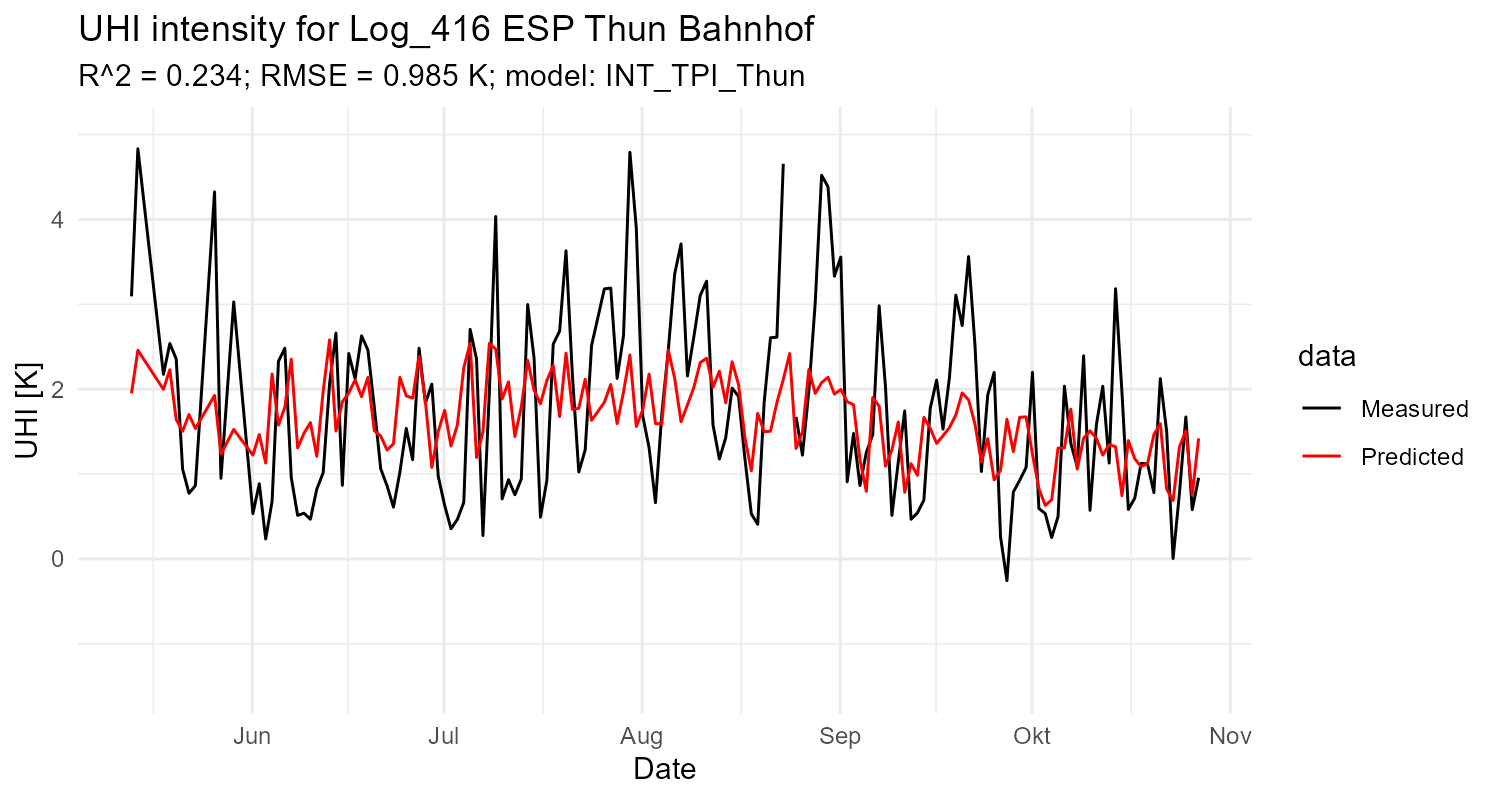 UHI intensity for Log_416 ESP Thun Bahnhof
R^2 = 0.234; RMSE = 0.985 K; model: INT_TPI_Thun
UHI [K]
4
2
0
Jun Jul Aug Sep Okt Nov
Date
data
Measured
Predicted